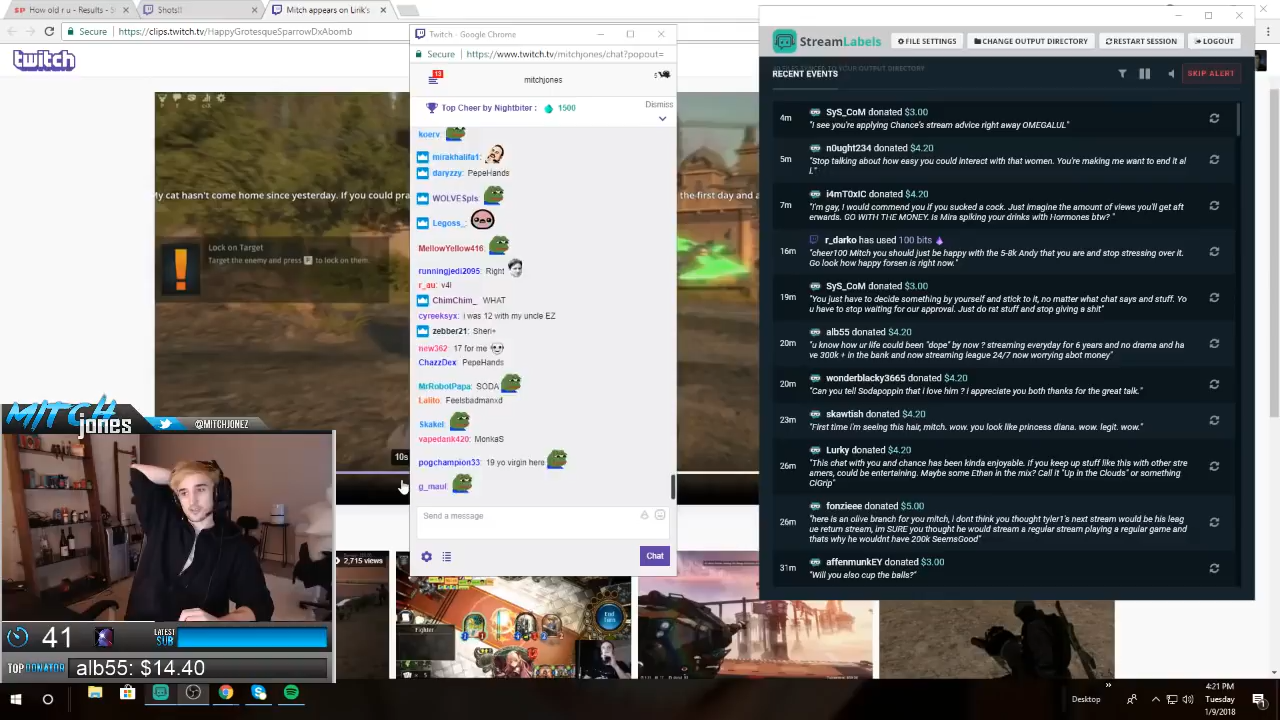 How old r u - Results -
Shots!!
Mitch Appears on Link's
Secure
https://clips.twitch.tv/HappyGrotesqueSparrowDxAbomb
twitch
My cat hasn't come home since yesterday. If you could pra
the first day and a
Lock on Target
Target the enemy and press F to lock on them.
10s
2,715 views
Twitch - Google Chrome
Secure
https://www.twitch.tv/mitchjones/chat?popout=
13
mitchjones
Top Cheer by Nightbiter : 1500
Dismiss
koerv:
mirakhalifa1:
daryzzy: PepeHands
WOLVESpls:
Legoss_:
MellowYellow416:
runningjedi2095: Right
r_au: v4l
ChimChim_: WHAT
cyreeksyx: i was 12 with my uncle EZ
zebber21: Sheri+
new362: 17 for me
ChazzDex: PepeHands
MrRobotPapa: SODA
Lalito: Feelsbadmanxd
Skakel:
vapedank420: MonkaS
pogchampion33: 19 yo virgin here
g_maul:
Send a message
Chat
StreamLabels
FILE SETTINGS
CHANGE OUTPUT DIRECTORY
RESTART SESSION
LOGOUT
RECENT EVENTS
SKIP ALERT
4m
SyS_CoM donated $3.00
"I see you're applying Chance's stream advice right away OMEGALUL"
5m
n0ught234 donated $4.20
"Stop talking about how easy you could interact with that women. You're making me want to end it al
l."
7m
i4mT0xIC donated $4.20
"I'm gay, I would commend you if you sucked a cock. Just imagine the amount of views you'll get aft
erwards. GO WITH THE MONEY. Is Mira spiking your drinks with Hormones btw? "
16m
r_darko has used 100 bits
"cheer100 Mitch you should just be happy with the 5-8k Andy that you are and stop stressing over it.
Go look how happy forsen is right now."
19m
SyS_CoM donated $3.00
"You just have to decide something by yourself and stick to it, no matter what chat says and stuff. Yo
u have to stop waiting for our approval. Just do rat stuff and stop giving a shit"
20m
alb55 donated $4.20
"u know how ur life could been "dope" by now ? streaming everyday for 6 years and no drama and ha
ve 300k + in the bank and now streaming league 24/7 now worrying abot money"
20m
wonderblacky3665 donated $4.20
"Can you tell Sodapoppin that I love him ? i appreciate you both thanks for the great talk."
23m
skawtish donated $4.20
"First time i'm seeing this hair, mitch. wow. you look like princess diana. wow. legit. wow."
26m
Lurky donated $4.20
"This chat with you and chance has been kinda enjoyable. If you keep up stuff like this with other stre
amers, could be entertaining. Maybe some Ethan in the mix? Call it "Up In the Clouds" or something
CiGrip"
26m
fonzieee donated $5.00
"here is an olive branch for you mitch, i dont think you thought tyler1's next stream would be his leag
ue return stream, im SURE you thought he would stream a regular stream playing a regular game and
thats why he wouldnt have 200k SeemsGood"
31m
affenmunkEY donated $3.00
"Will you also cup the balls?"
MITCH
jones
@MITCHJONEZ
41
LATEST
SUB
TOP DONATOR
alb55: $14.40
Fighter
End
Turn
Desktop
4:21 PM
Tuesday
1/9/2018